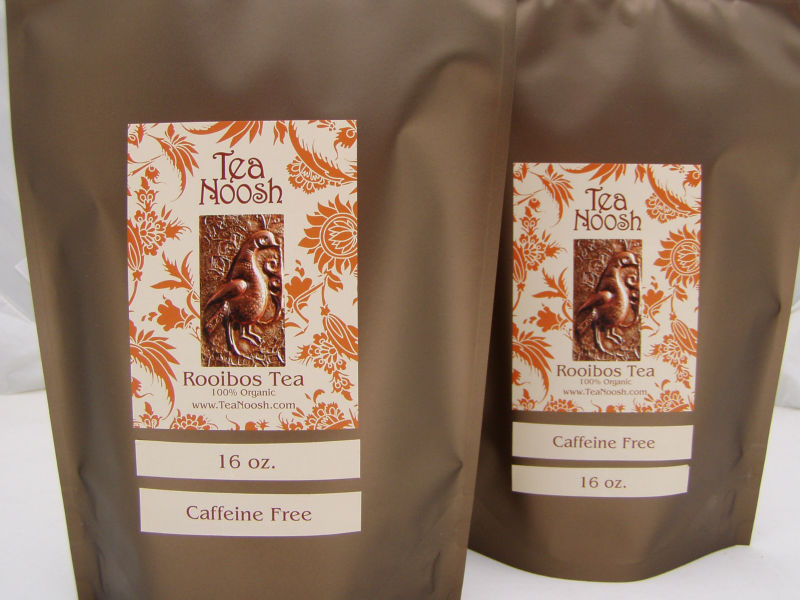 Tea
Noosh
Rooibos Tea
100% Organic
www.TeaNoosh.com
16 oz.
Caffeine Free
Tea
Noosh
Rooibos Tea
100% Organic
www.TeaNoosh.com
Caffeine Free
16 oz.